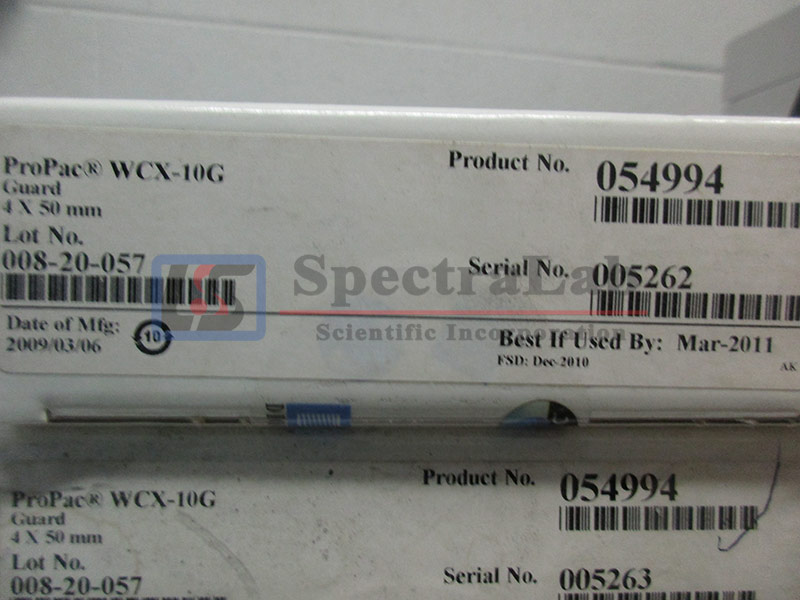 ProPac® WCX-10G
Guard
4 X 50 mm
Lot No.
008-20-057
Product No. 054994
Serial No. 005262
SpectraLab
Scientific Incorporation
Date of Mfg:
2009/03/06
10
Best If Used By: Mar-2011
FSD: Dec-2010
AK
ProPac® WCX-10G
Guard
4 X 50 mm
Lot No.
008-20-057
Product No. 054994
Serial No. 005263